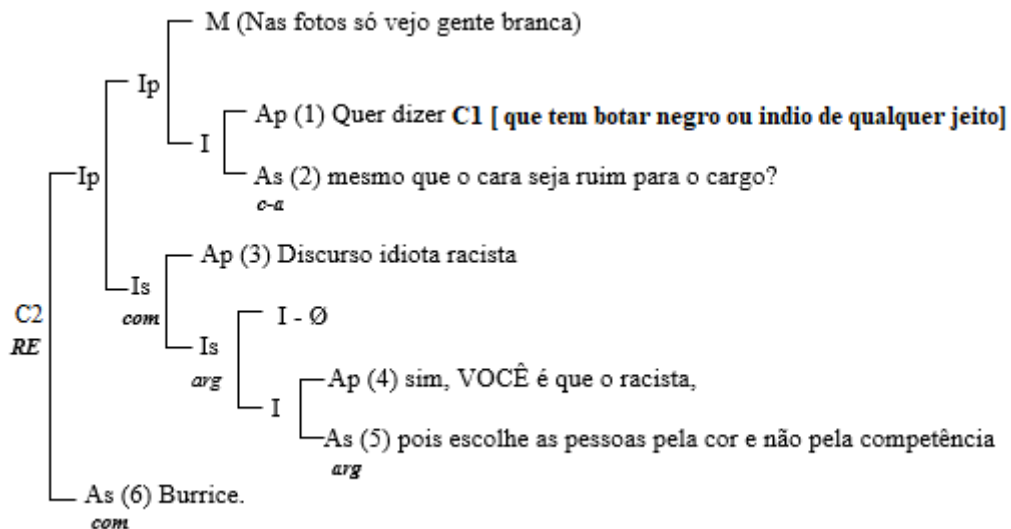 M (Nas fotos só vejo gente branca)
Ip
Ap (1) Quer dizer C1 [ que tem botar negro ou indio de qualquer jeito]
I
Ip
As (2) mesmo que o cara seja ruim para o cargo?
c-a
Ap (3) Discurso idiota racista
Is
com
I - Ø
C2
RE
Is
arg
Ap (4) sim, VOCÊ é que o racista,
I
As (5) pois escolhe as pessoas pela cor e não pela competência
arg
As (6) Burrice.
com